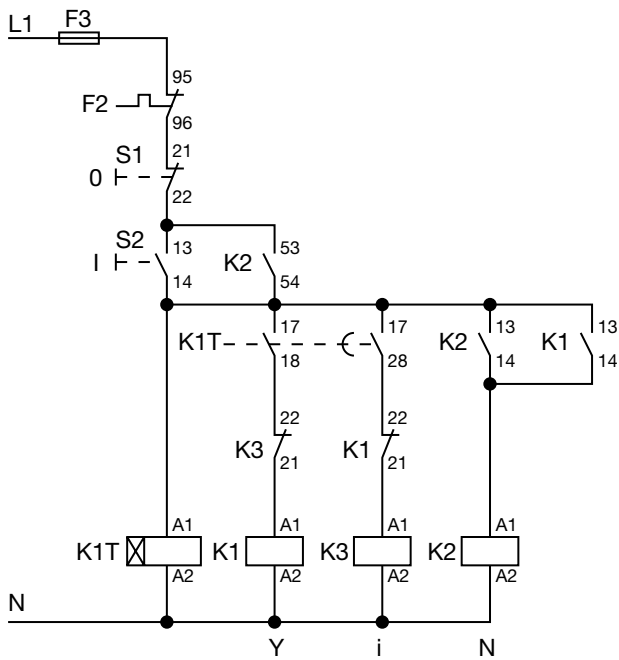 L1 F3
95
F2
96
S1 21
0
22
S2 13
I
14
K2 53
54
K1T 17
18
17
28
K2 13
14
K1 13
14
K3 22
21
K1 22
21
K1T A1
A2
K1 A1
A2
K3 A1
A2
K2 A1
A2
N
Y i N